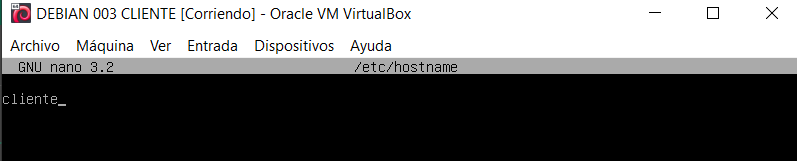 DEBIAN 003 CLIENTE [Corriendo] - Oracle VM VirtualBox
Archivo Máquina Ver Entrada Dispositivos Ayuda
GNU nano 3.2 /etc/hostname
cliente_